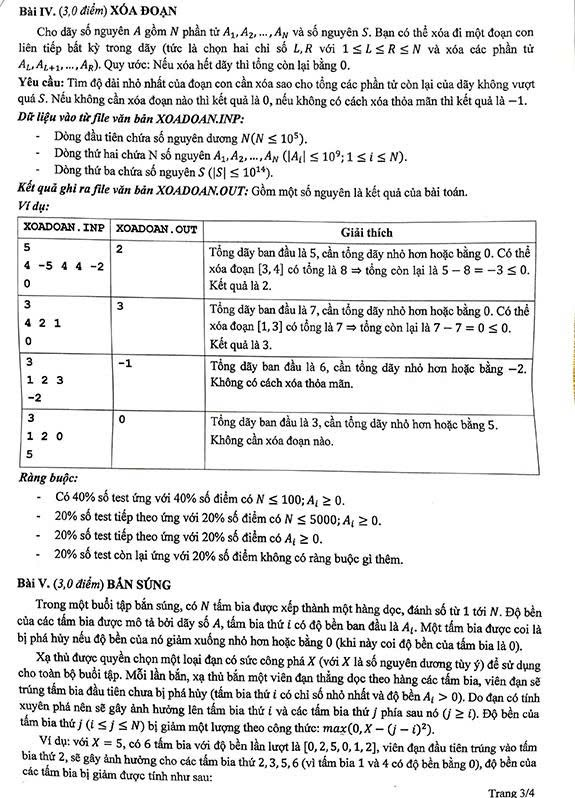 Bài IV. (3,0 điểm) XÓA ĐOẠN
Cho dãy số nguyên A gồm N phần tử A₁, A₂, ..., A_N và số nguyên S. Bạn có thể xóa đi một đoạn con
liên tiếp bất kỳ trong dãy (tức là chọn hai chỉ số L, R với 1 ≤ L ≤ R ≤ N và xóa các phần tử
A_L, A_{L+1}, ..., A_R). Quy ước: Nếu xóa hết dãy thì tổng còn lại bằng 0.
Yêu cầu: Tìm độ dài nhỏ nhất của đoạn con cần xóa sao cho tổng các phần tử còn lại của dãy không vượt
quá S. Nếu không cần xóa đoạn nào thì kết quả là 0, nếu không có cách xóa thỏa mãn thì kết quả là −1.
Dữ liệu vào từ file văn bản XOADOAN.INP:
- Dòng đầu tiên chứa số nguyên dương N(N ≤ 10⁵).
- Dòng thứ hai chứa N số nguyên A₁, A₂, ..., A_N (|A_i| ≤ 10⁹; 1 ≤ i ≤ N).
- Dòng thứ ba chứa số nguyên S (|S| ≤ 10¹⁴).
Kết quả ghi ra file văn bản XOADOAN.OUT: Gồm một số nguyên là kết quả của bài toán.
Ví dụ:
XOADOAN.INP XOADOAN.OUT Giải thích
5 2 Tổng dãy ban đầu là 5, cần tổng dãy nhỏ hơn hoặc bằng 0. Có thể
4 -5 4 4 -2 xóa đoạn [3, 4] có tổng là 8 ⇒ tổng còn lại là 5 − 8 = −3 ≤ 0.
0 Kết quả là 2.
3 3 Tổng dãy ban đầu là 7, cần tổng dãy nhỏ hơn hoặc bằng 0. Có thể
4 2 1 xóa đoạn [1, 3] có tổng là 7 ⇒ tổng còn lại là 7 − 7 = 0 ≤ 0.
0 Kết quả là 3.
3 -1 Tổng dãy ban đầu là 6, cần tổng dãy nhỏ hơn hoặc bằng −2.
1 2 3 Không có cách xóa thỏa mãn.
-2
3 0 Tổng dãy ban đầu là 3, cần tổng dãy nhỏ hơn hoặc bằng 5.
1 2 0 Không cần xóa đoạn nào.
5
Ràng buộc:
- Có 40% số test ứng với 40% số điểm có N ≤ 100; A_i ≥ 0.
- 20% số test tiếp theo ứng với 20% số điểm có N ≤ 5000; A_i ≥ 0.
- 20% số test tiếp theo ứng với 20% số điểm có A_i ≥ 0.
- 20% số test còn lại ứng với 20% số điểm không có ràng buộc gì thêm.
Bài V. (3,0 điểm) BẮN SÚNG
Trong một buổi tập bắn súng, có N tấm bia được xếp thành một hàng dọc, đánh số từ 1 tới N. Độ bền
của các tấm bia được mô tả bởi dãy số A, tấm bia thứ i có độ bền ban đầu là A_i. Một tấm bia được coi là
bị phá hủy nếu độ bền của nó giảm xuống nhỏ hơn hoặc bằng 0 (khi này coi độ bền của tấm bia là 0).
Xạ thủ được quyền chọn một loại đạn có sức công phá X (với X là số nguyên dương tùy ý) để sử dụng
cho toàn bộ buổi tập. Mỗi lần bắn, xạ thủ bắn một viên đạn thẳng dọc theo hàng các tấm bia, viên đạn sẽ
trúng tấm bia đầu tiên chưa bị phá hủy (tấm bia thứ i có chỉ số nhỏ nhất và độ bền A_i > 0). Do đạn có tính
xuyên phá nên sẽ gây ảnh hưởng lên tấm bia thứ i và các tấm bia thứ j phía sau nó (j ≥ i). Độ bền của
tấm bia thứ j (i ≤ j ≤ N) bị giảm một lượng theo công thức: max(0, X − (j − i)²).
Ví dụ: với X = 5, có 6 tấm bia với độ bền lần lượt là [0, 2, 5, 0, 1, 2], viên đạn đầu tiên trúng vào tấm
bia thứ 2, sẽ gây ảnh hưởng cho các tấm bia thứ 2, 3, 5, 6 (vì tấm bia 1 và 4 có độ bền bằng 0), độ bền của
các tấm bia bị giảm được tính như sau:
Trang 3/4